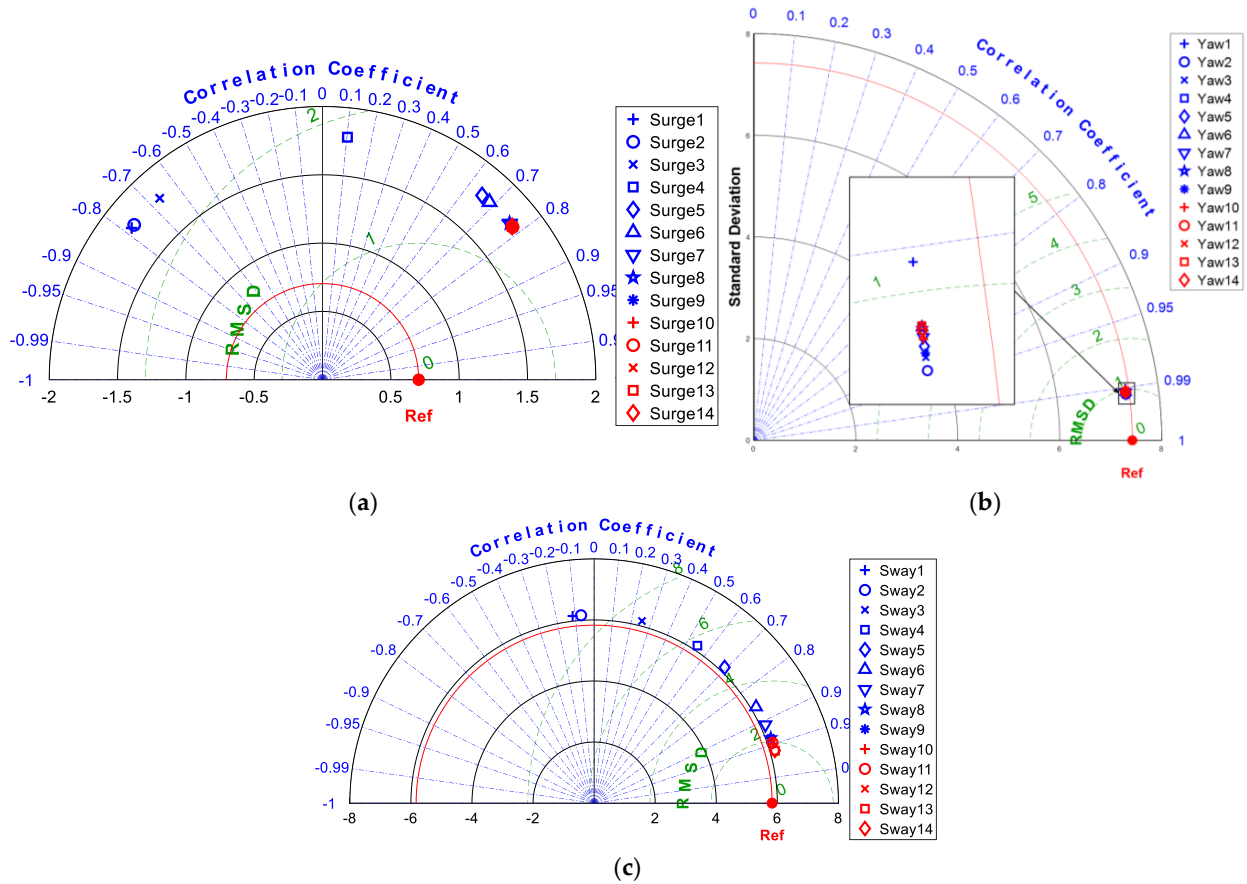 Correlation Coefficient
-1
-0.99
-0.95
-0.9
-0.8
-0.7
-0.6
-0.5
-0.4
-0.3
-0.2
-0.1
0
0.1
0.2
0.3
0.4
0.5
0.6
0.7
0.8
0.9
0.95
2
1
0
RMSD
-2 -1.5 -1 -0.5 0 0.5 1 1.5 2
Ref
Surge1
Surge2
Surge3
Surge4
Surge5
Surge6
Surge7
Surge8
Surge9
Surge10
Surge11
Surge12
Surge13
Surge14
(a)
Correlation Coefficient
0
0.1
0.2
0.3
0.4
0.5
0.6
0.7
0.8
0.9
0.95
0.99
1
Standard Deviation
8
6
4
2
0
5
4
3
2
1
0
1
RMSD
0 2 4 6 8
Ref
Yaw1
Yaw2
Yaw3
Yaw4
Yaw5
Yaw6
Yaw7
Yaw8
Yaw9
Yaw10
Yaw11
Yaw12
Yaw13
Yaw14
(b)
Correlation Coefficient
-1
-0.99
-0.95
-0.9
-0.8
-0.7
-0.6
-0.5
-0.4
-0.3
-0.2
-0.1
0
0.1
0.2
0.3
0.4
0.5
0.6
0.7
0.8
0.9
8
6
4
2
0
RMSD
-8 -6 -4 -2 0 2 4 6 8
Ref
Sway1
Sway2
Sway3
Sway4
Sway5
Sway6
Sway7
Sway8
Sway9
Sway10
Sway11
Sway12
Sway13
Sway14
(c)